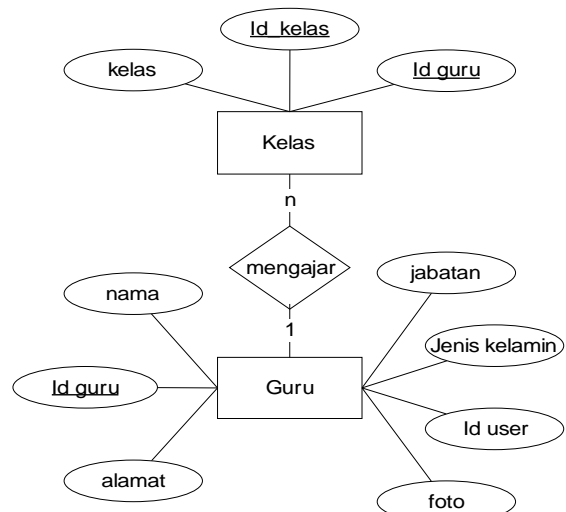 Id_kelas
kelas
Id guru
Kelas
n
mengajar
jabatan
nama
1
Jenis kelamin
Id guru
Guru
Id user
alamat
foto